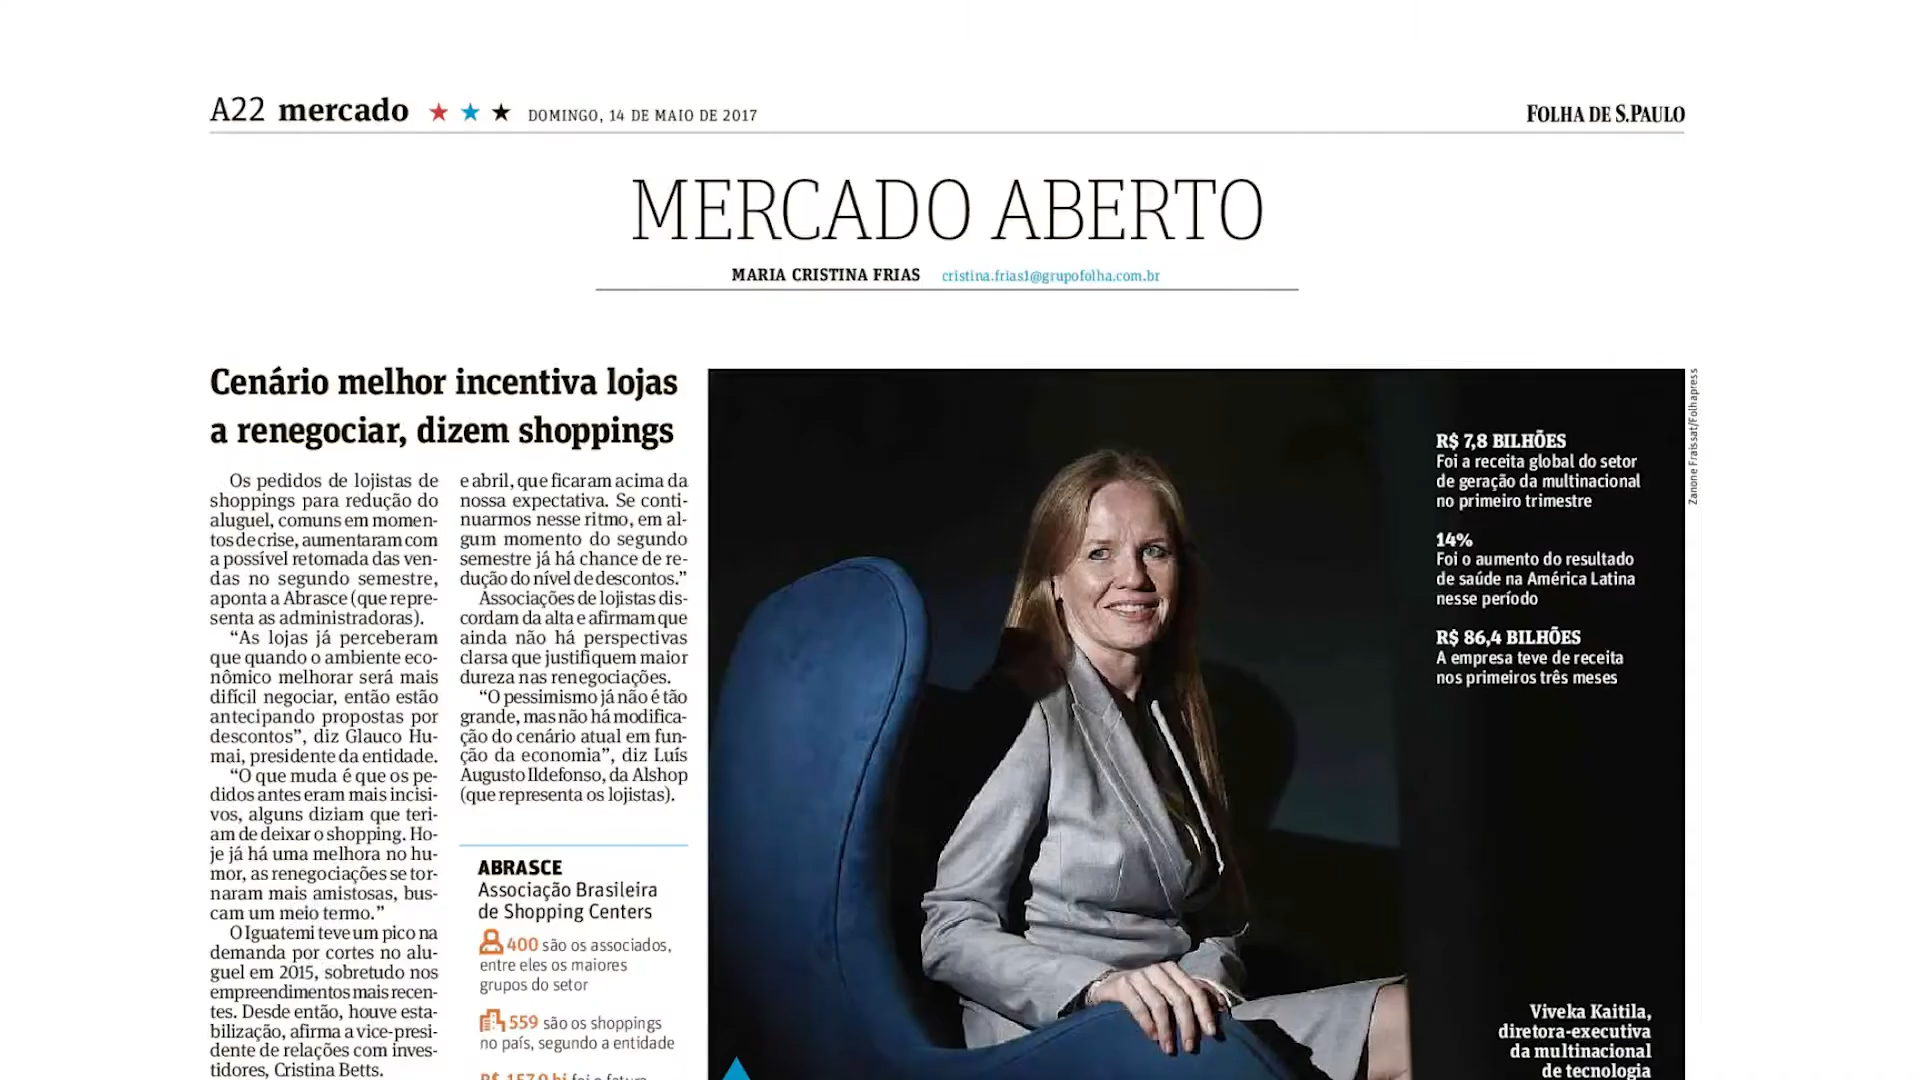 A22 mercado ★ ★ ★ DOMINGO, 14 DE MAIO DE 2017
FOLHA DE S.PAULO
MERCADO ABERTO
MARIA CRISTINA FRIAS cristina.frias1@grupofolha.com.br
Cenário melhor incentiva lojas
a renegociar, dizem shoppings
Os pedidos de lojistas de
shoppings para redução do
aluguel, comuns em momen-
tos de crise, aumentaram com
a possível retomada das ven-
das no segundo semestre,
aponta a Abrasce (que repre-
senta as administradoras).
“As lojas já perceberam
que quando o ambiente eco-
nômico melhorar será mais
difícil negociar, então estão
antecipando propostas por
descontos”, diz Glauco Hu-
mai, presidente da entidade.
“O que muda é que os pe-
didos antes eram mais incisi-
vos, alguns diziam que teri-
am de deixar o shopping. Ho-
je já há uma melhora no hu-
mor, as renegociações se tor-
naram mais amistosas, bus-
cam um meio termo.”
O Iguatemi teve um pico na
demanda por cortes no alu-
guel em 2015, sobretudo nos
empreendimentos mais recen-
tes. Desde então, houve esta-
bilização, afirma a vice-presi-
dente de relações com inves-
tidores, Cristina Betts.
e abril, que ficaram acima da
nossa expectativa. Se conti-
nuarmos nesse ritmo, em al-
gum momento do segundo
semestre já há chance de re-
dução do nível de descontos.”
Associações de lojistas dis-
cordam da alta e afirmam que
ainda não há perspectivas
clarsa que justifiquem maior
dureza nas renegociações.
“O pessimismo já não é tão
grande, mas não há modifica-
ção do cenário atual em fun-
ção da economia”, diz Luís
Augusto Ildefonso, da Alshop
(que representa os lojistas).
ABRASCE
Associação Brasileira
de Shopping Centers
400 são os associados,
entre eles os maiores
grupos do setor
559 são os shoppings
no país, segundo a entidade
R$ 157,9 bi foi o fatura-
R$ 7,8 BILHÕES
Foi a receita global do setor
de geração da multinacional
no primeiro trimestre
14%
Foi o aumento do resultado
de saúde na América Latina
nesse período
R$ 86,4 BILHÕES
A empresa teve de receita
nos primeiros três meses
Zanone Fraissat/Folhapress
Viveka Kaitila,
diretora-executiva
da multinacional
de tecnologia